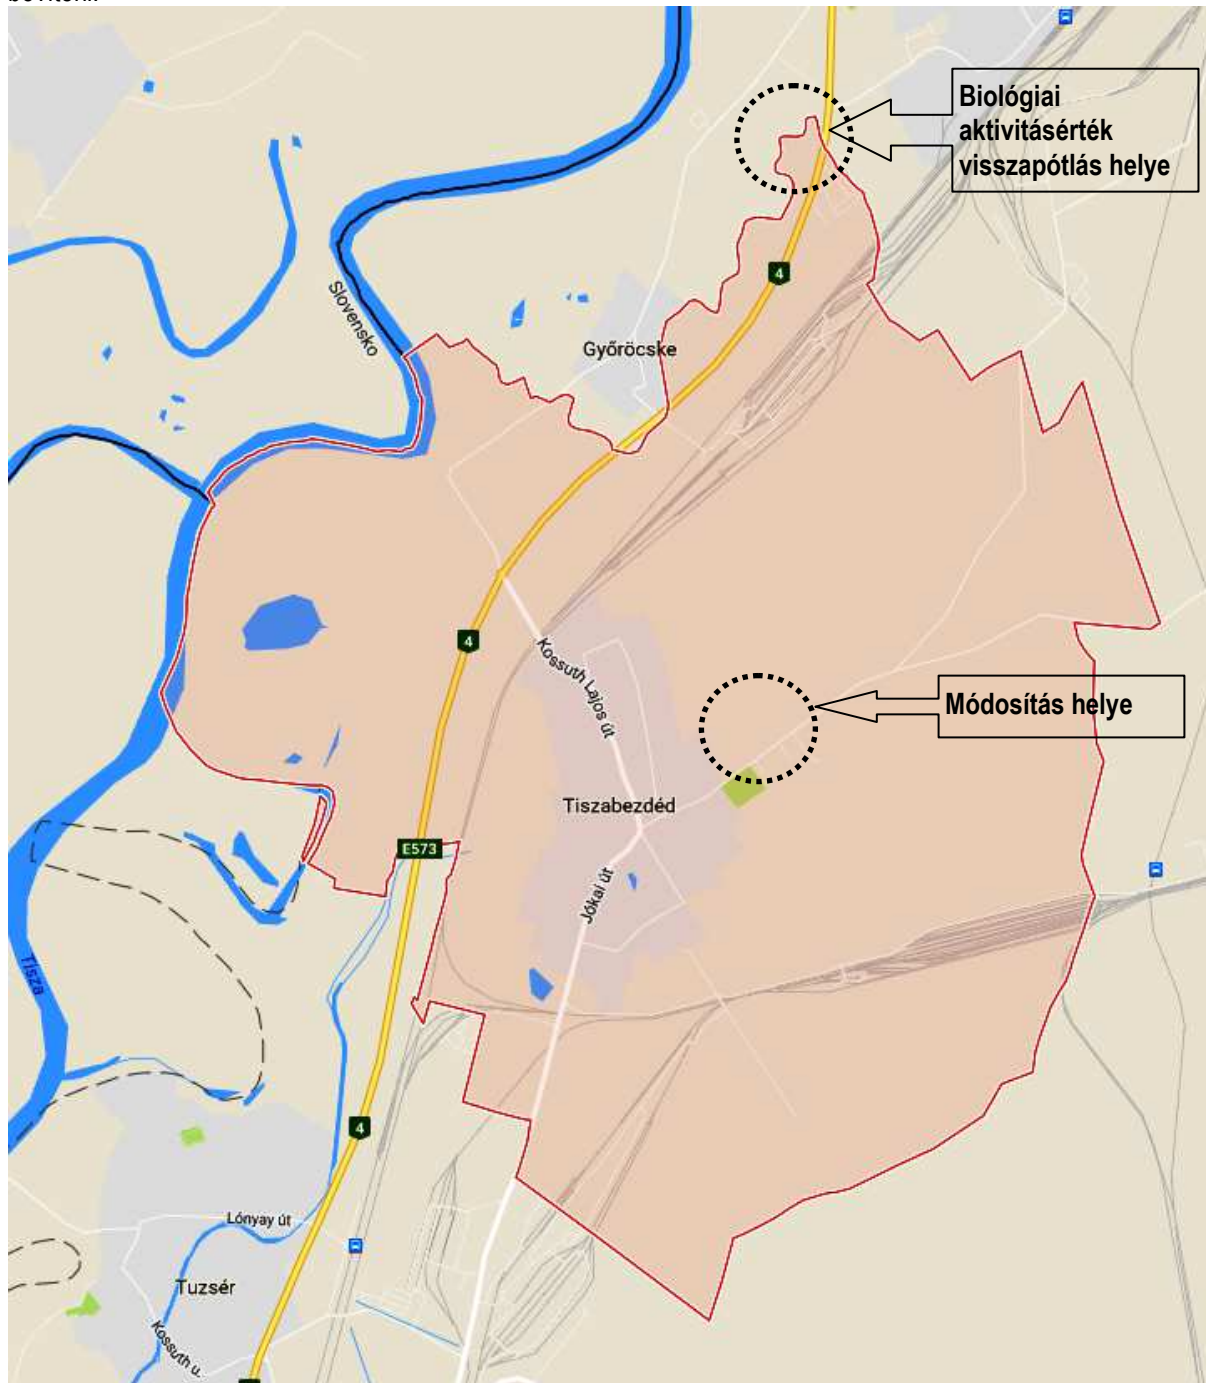 Biológiai
aktivitásérték
visszapótlás helye
4
Slovensko
Győröcske
4
Kossuth Lajos út
Módosítás helye
Tiszabezdéd
E573
Jókai út
Tisza
4
Lónyay út
Tuzsér
Kossuth u.